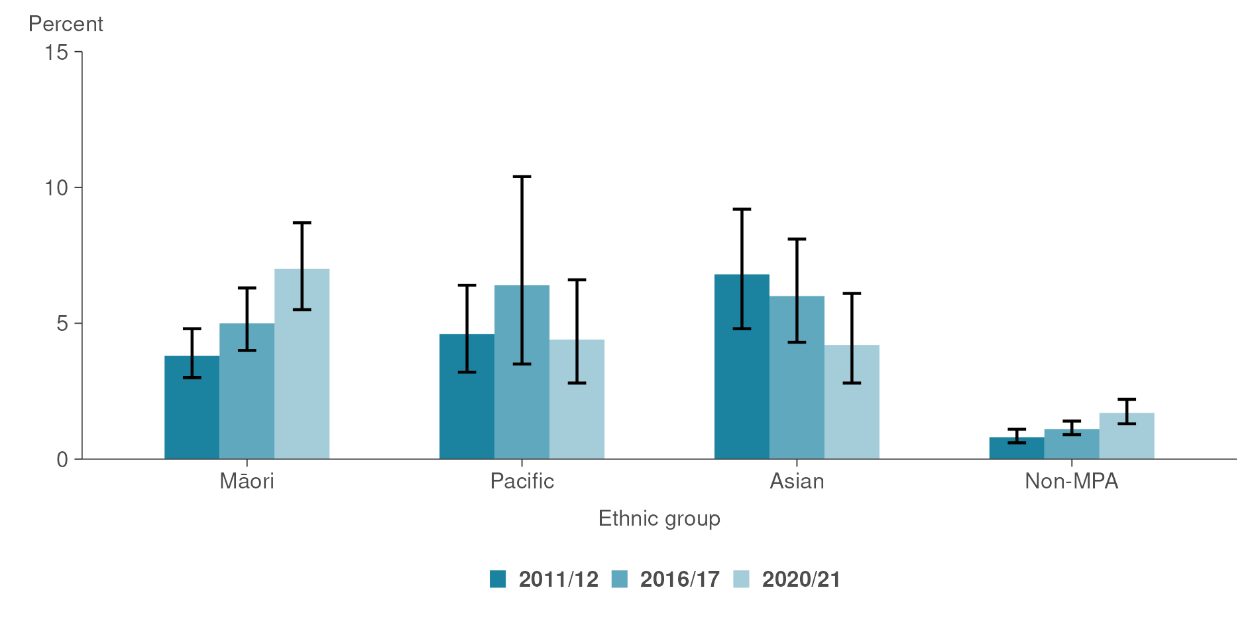 Percent
15
10
5
0
Māori Pacific Asian Non-MPA
Ethnic group
2011/12 2016/17 2020/21